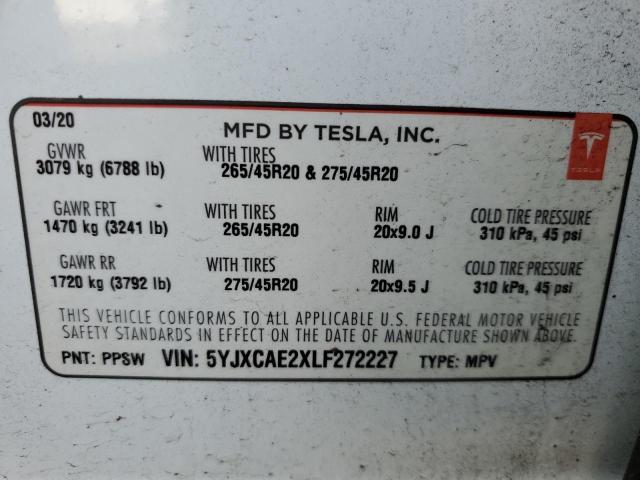 03/20
MFD BY TESLA, INC.
TESLA
GVWR WITH TIRES
3079 kg (6788 lb) 265/45R20 & 275/45R20
GAWR FRT WITH TIRES RIM COLD TIRE PRESSURE
1470 kg (3241 lb) 265/45R20 20x9.0 J 310 kPa, 45 psi
GAWR RR WITH TIRES RIM COLD TIRE PRESSURE
1720 kg (3792 lb) 275/45R20 20x9.5 J 310 kPa, 45 psi
THIS VEHICLE CONFORMS TO ALL APPLICABLE U.S. FEDERAL MOTOR VEHICLE
SAFETY STANDARDS IN EFFECT ON THE DATE OF MANUFACTURE SHOWN ABOVE.
PNT: PPSW VIN: 5YJXCAE2XLF272227 TYPE: MPV